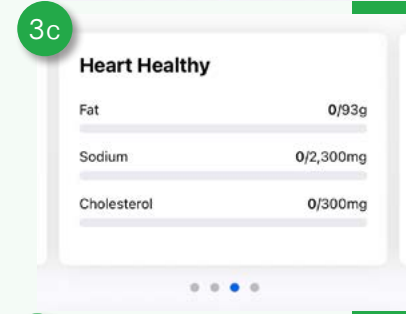 3c
Heart Healthy
Fat 0/93g
Sodium 0/2,300mg
Cholesterol 0/300mg